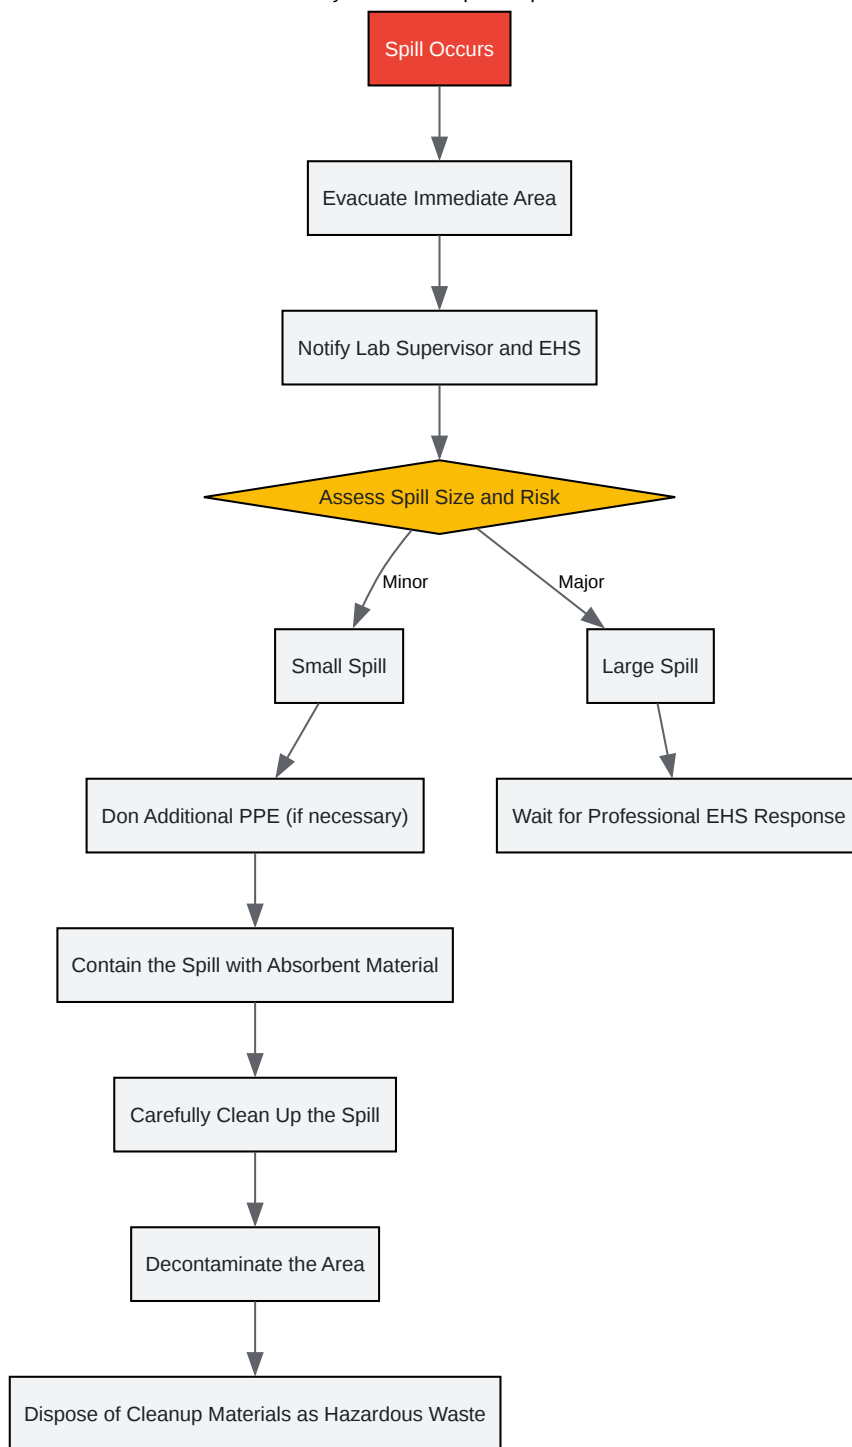 Spill Occurs
Evacuate Immediate Area
Notify Lab Supervisor and EHS
Assess Spill Size and Risk
Minor
Major
Small Spill
Large Spill
Don Additional PPE (if necessary)
Wait for Professional EHS Response
Contain the Spill with Absorbent Material
Carefully Clean Up the Spill
Decontaminate the Area
Dispose of Cleanup Materials as Hazardous Waste